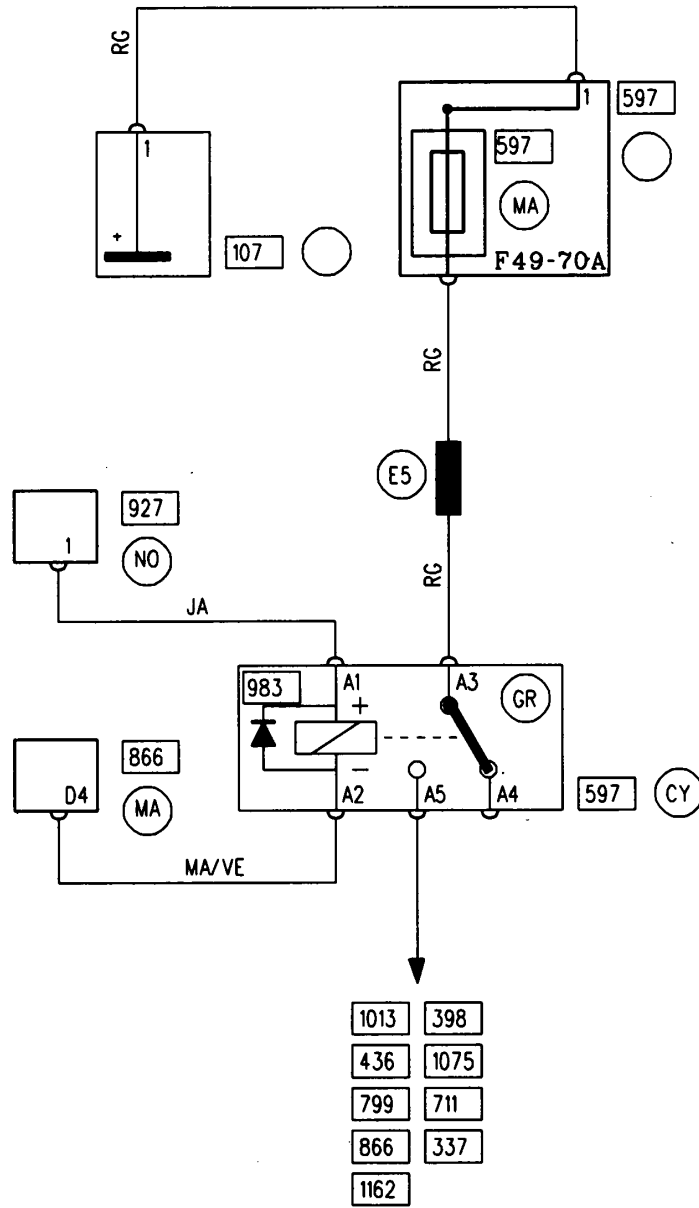 RG
1
597
1
597
MA
+
107
F49-70A
RG
E5
927
1
NO
RG
JA
983
A1
A3
GR
+
866
D4
MA
−
A2
A5
A4
597
CY
MA/VE
1013 398
436 1075
799 711
866 337
1162